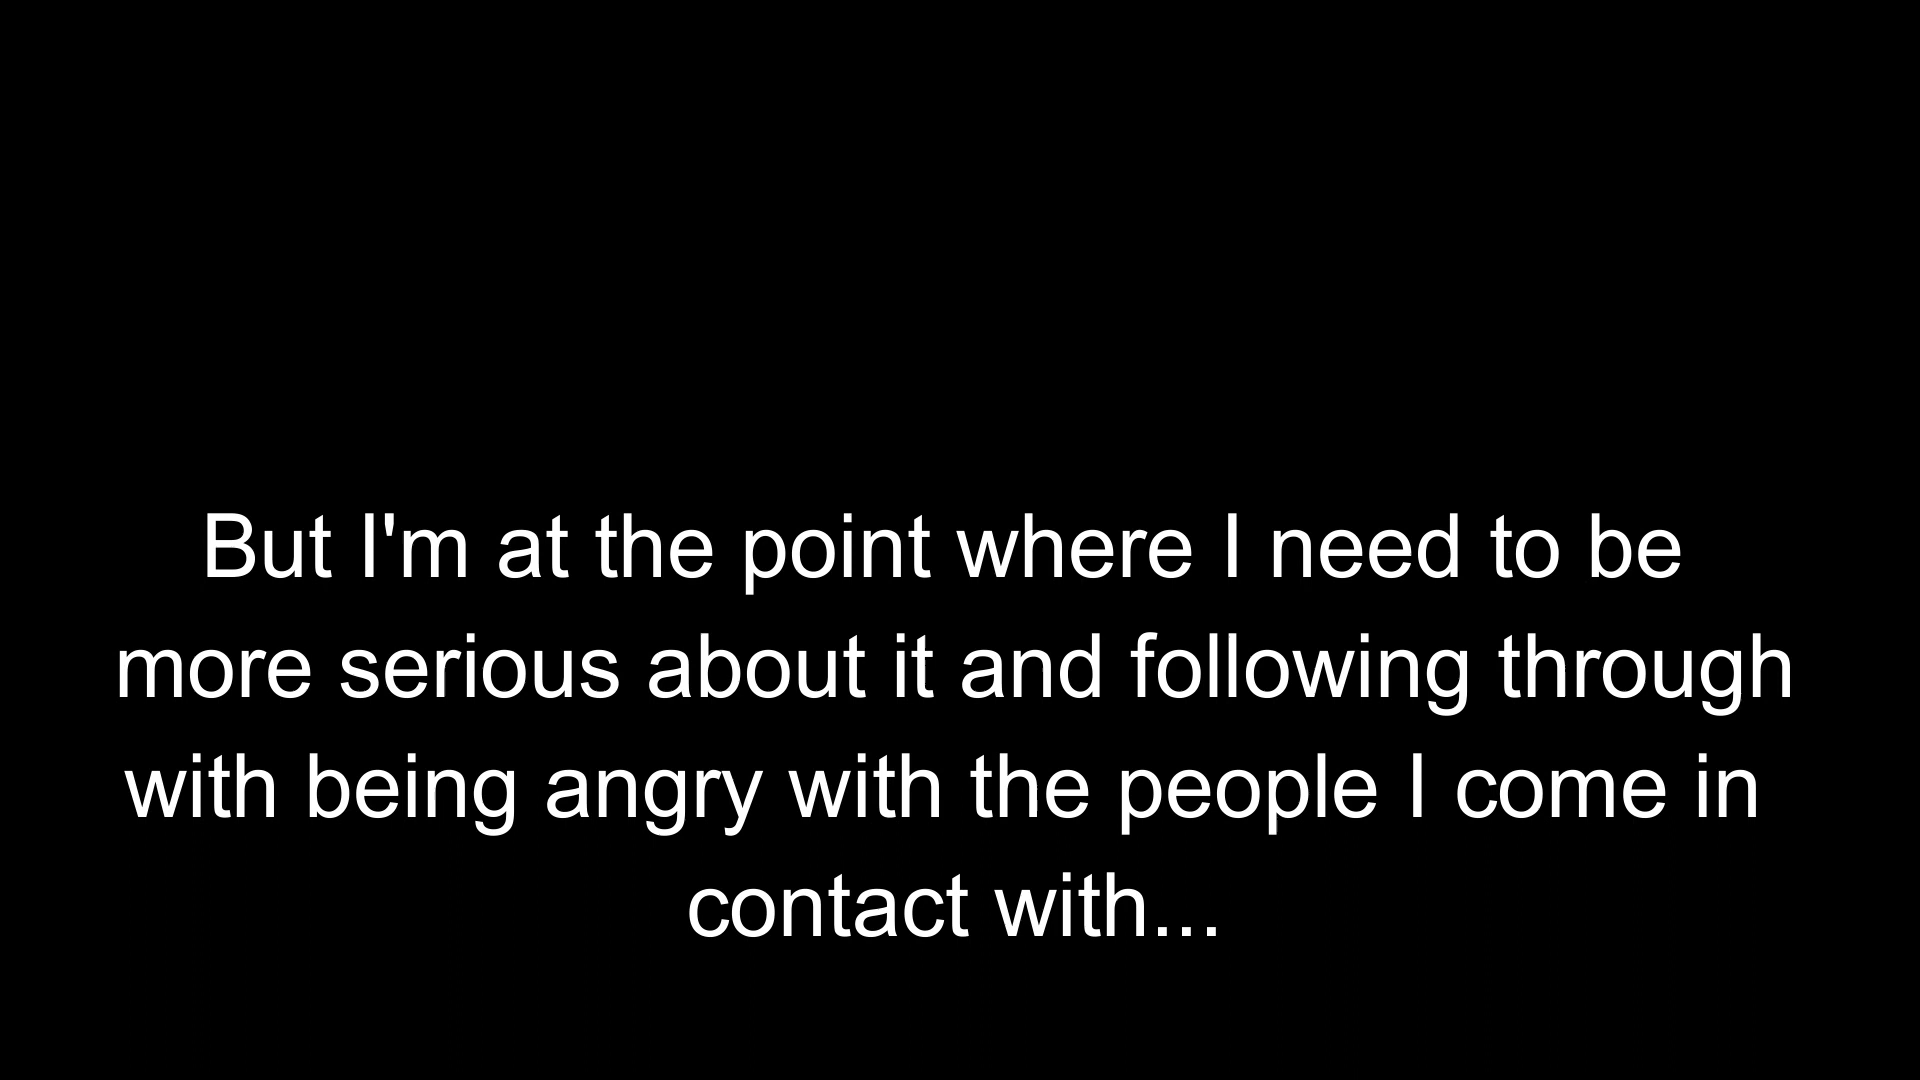 But I'm at the point where I need to be
more serious about it and following through
with being angry with the people I come in
contact with...